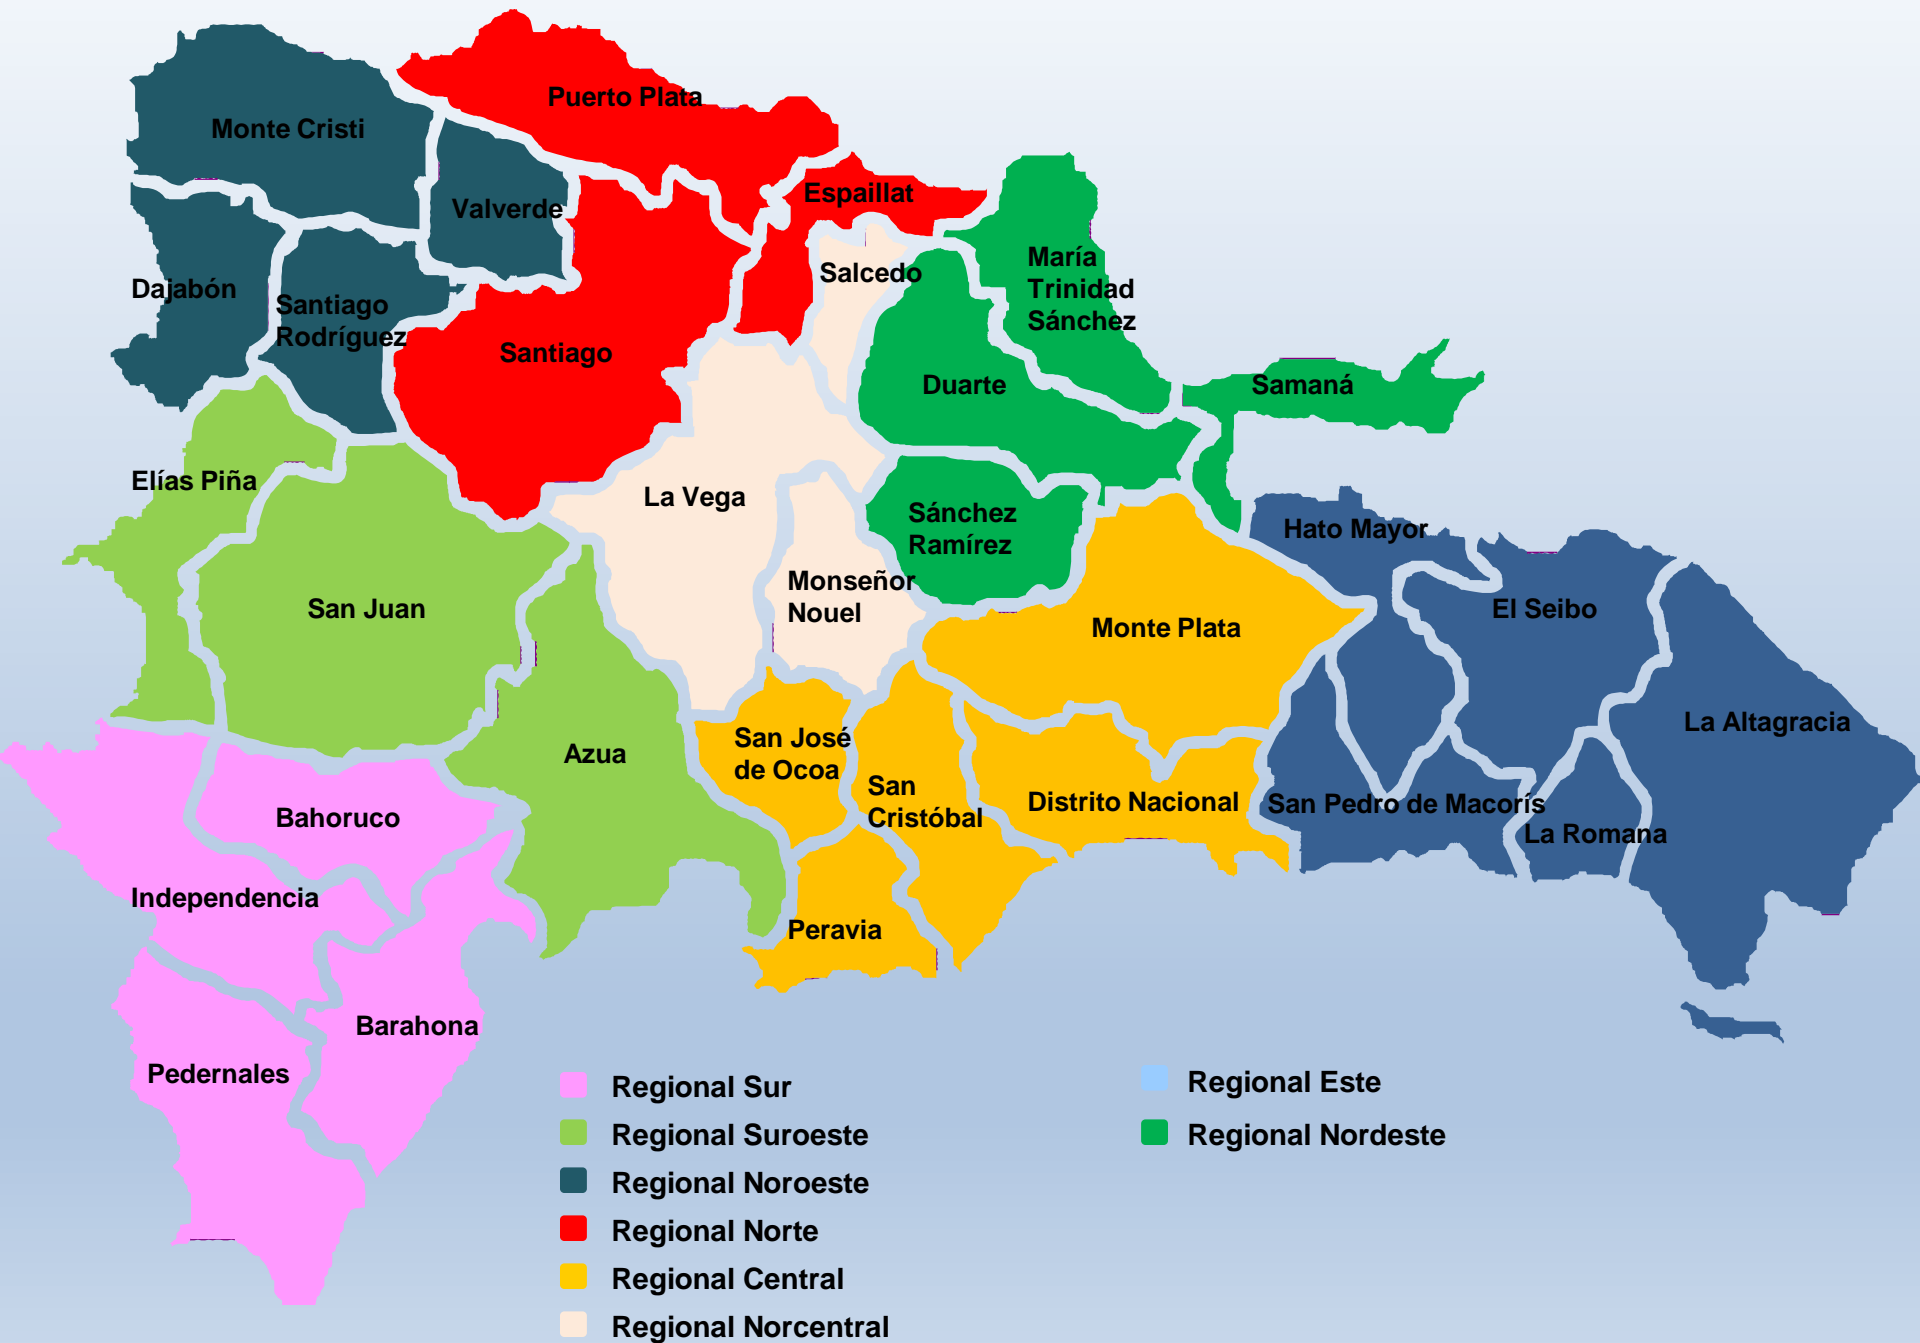 Puerto Plata
Monte Cristi
Espaillat
Valverde
María
Trinidad
Sánchez
Salcedo
Dajabón
Santiago
Rodríguez
Santiago
Duarte
Samaná
Elías Piña
La Vega
Sánchez
Ramírez
Hato Mayor
Monseñor
Nouel
San Juan
El Seibo
Monte Plata
La Altagracia
San José
de Ocoa
Azua
San
Cristóbal
Distrito Nacional
San Pedro de Macorís
Bahoruco
La Romana
Independencia
Peravia
Barahona
Pedernales
Regional Sur
Regional Suroeste
Regional Noroeste
Regional Norte
Regional Central
Regional Norcentral
Regional Este
Regional Nordeste